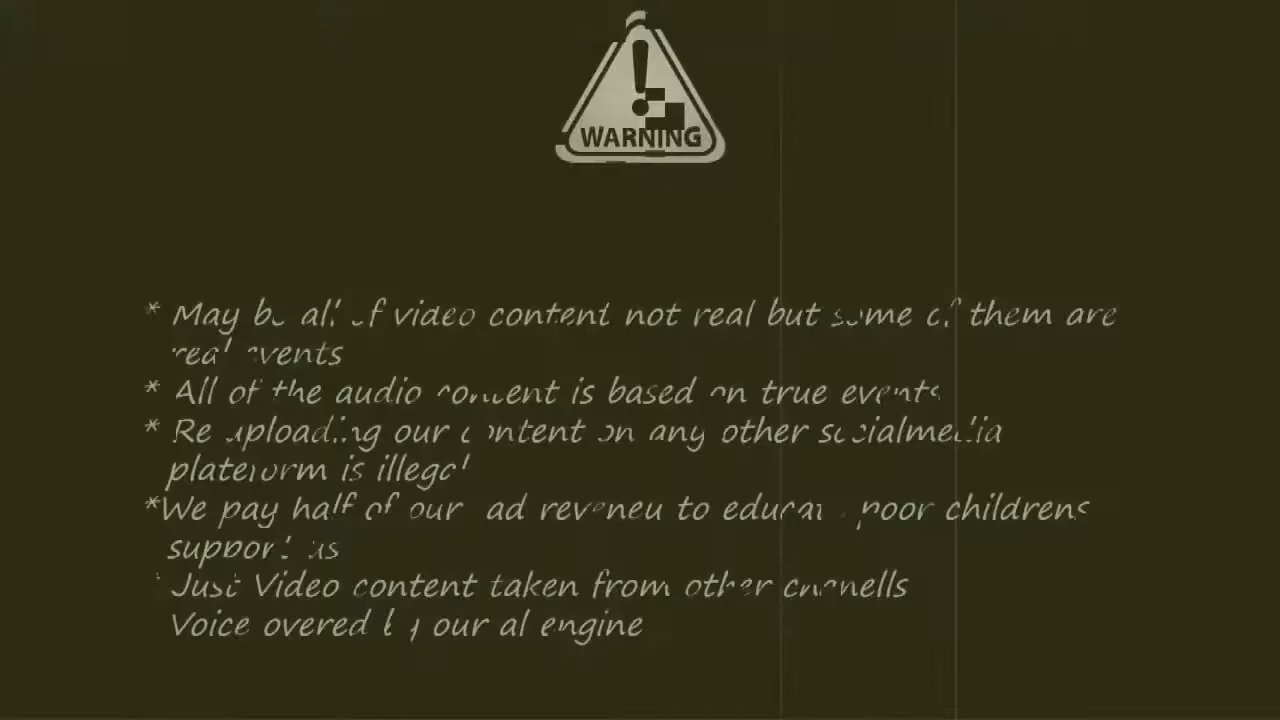 WARNING
* May be all of video content not real but some of them are
real events
* All of the audio content is based on true events
* Re uploading our content on any other socialmedia
plateform is illegal
*We pay half of our ad reveneu to educat poor childrens
support us
* Just Video content taken from other channells
Voice overed by our al engine